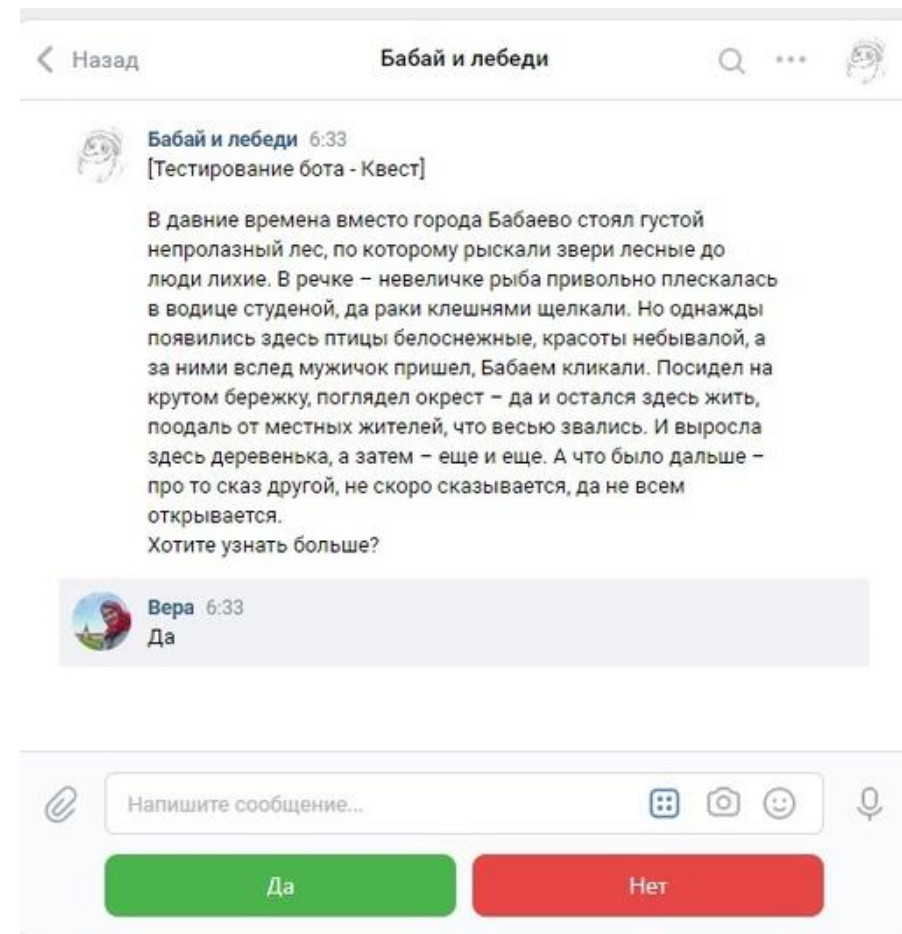 Назад
Бабай и лебеди
Бабай и лебеди 6:33
[Тестирование бота - Квест]
В давние времена вместо города Бабаево стоял густой
непролазный лес, по которому рыскали звери лесные до
люди лихие. В речке – невеличке рыба привольно плескалась
в водице студеной, да раки клешнями щелкали. Но однажды
появились здесь птицы белоснежные, красоты небывалой, а
за ними вслед мужичок пришел, Бабаем кликали. Посидел на
крутом бережку, поглядел окрест – да и остался здесь жить,
поодаль от местных жителей, что весью звались. И выросла
здесь деревенька, а затем – еще и еще. А что было дальше –
про то сказ другой, не скоро сказывается, да не всем
открывается.
Хотите узнать больше?
Вера 6:33
Да
Напишите сообщение...
Да
Нет